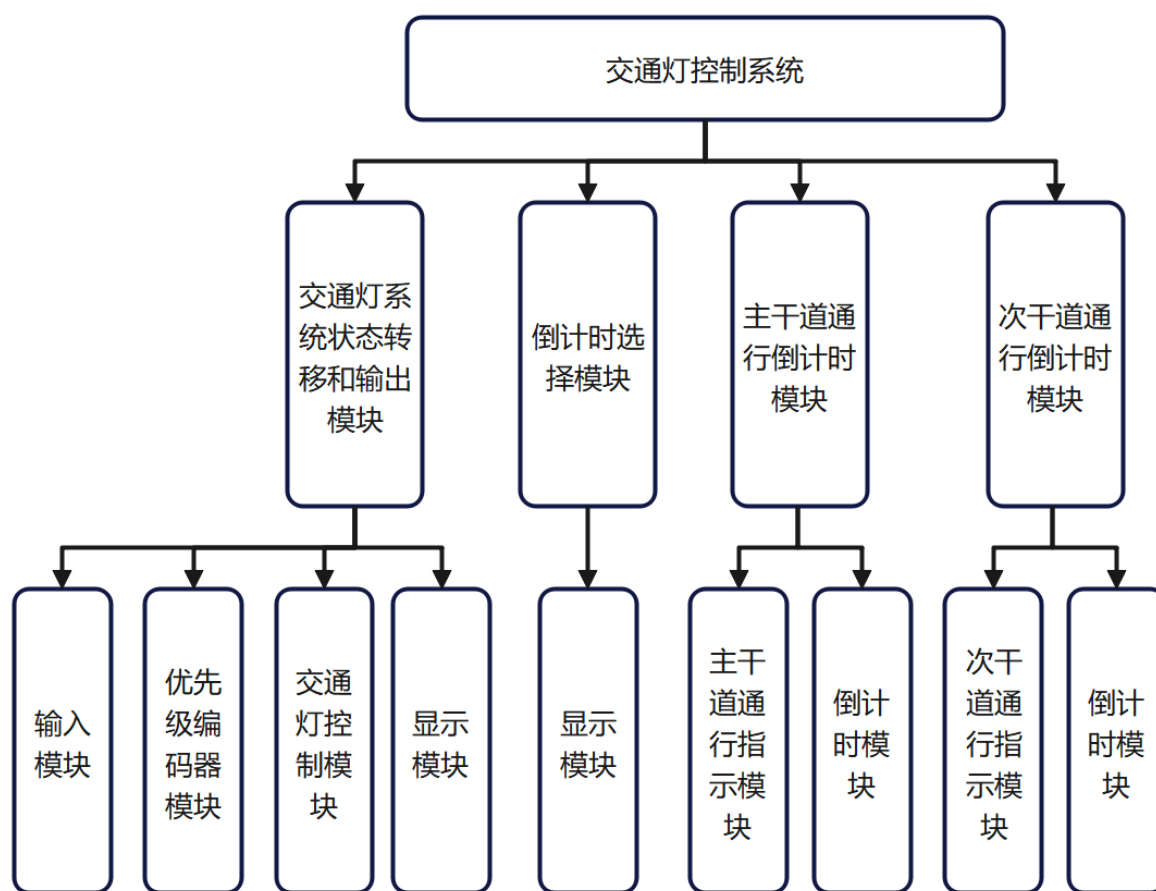 交通灯控制系统
交通灯系
统状态转
移和输出
模块
倒计时选
择模块
主干道通
行倒计时
模块
次干道通
行倒计时
模块
输入
模块
优先
级编
码器
模块
交通
灯控
制模
块
显示
模块
显示
模块
主干
道通
行指
示模
块
倒计
时模
块
次干
道通
行指
示模
块
倒计
时模
块